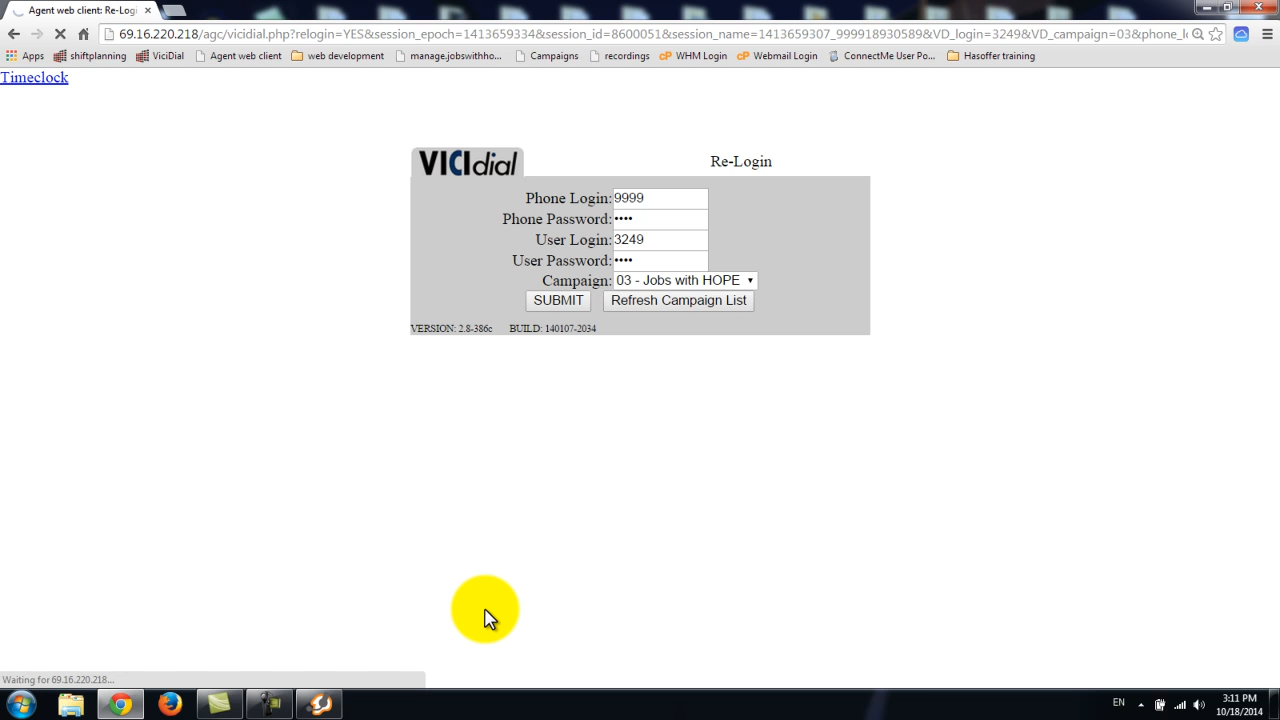 Agent web client: Re-Logi
69.16.220.218/agc/vicidial.php?relogin=YES&session_epoch=1413659334&session_id=8600051&session_name=1413659307_999918930589&VD_login=3249&VD_campaign=03&phone_lo
Apps shiftplanning ViciDial Agent web client web development manage.jobswithho... Campaigns recordings WHM Login Webmail Login ConnectMe User Po... Hasoffer training
Timeclock
VICIdial Re-Login
Phone Login: 9999
Phone Password: ••••
User Login: 3249
User Password: ••••
Campaign: 03 - Jobs with HOPE
SUBMIT Refresh Campaign List
VERSION: 2.8-386c BUILD: 140107-2034
Waiting for 69.16.220.218...
EN 3:11 PM
10/18/2014